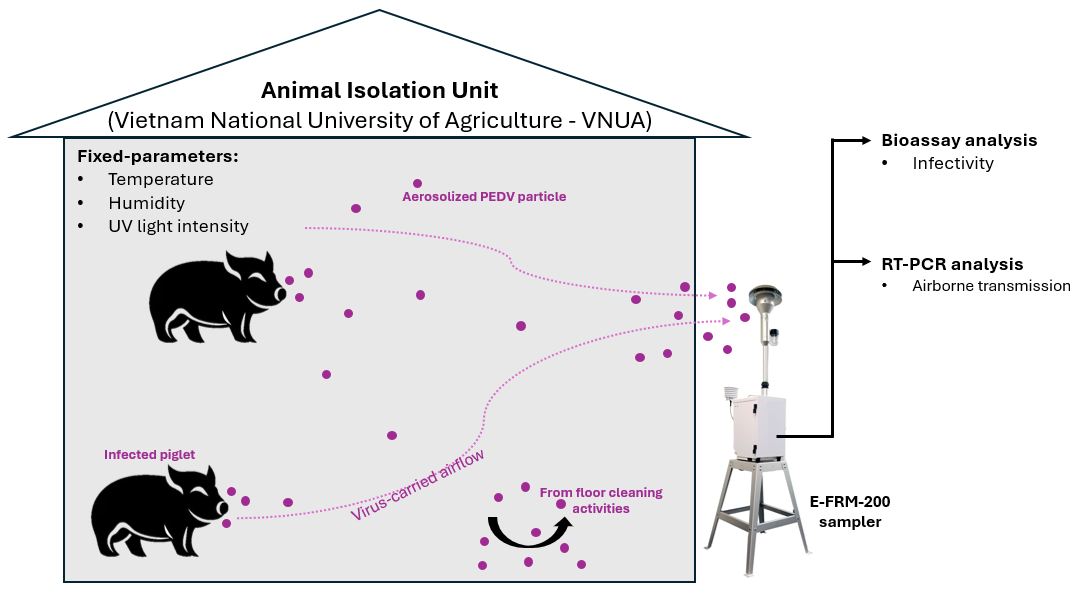 Animal Isolation Unit
(Vietnam National University of Agriculture - VNUA)
Fixed-parameters:
• Temperature
• Humidity
• UV light intensity
Aerosolized PEDV particle
Infected piglet
Virus-carried airflow
From floor cleaning
activities
Bioassay analysis
• Infectivity
RT-PCR analysis
• Airborne transmission
E-FRM-200
sampler